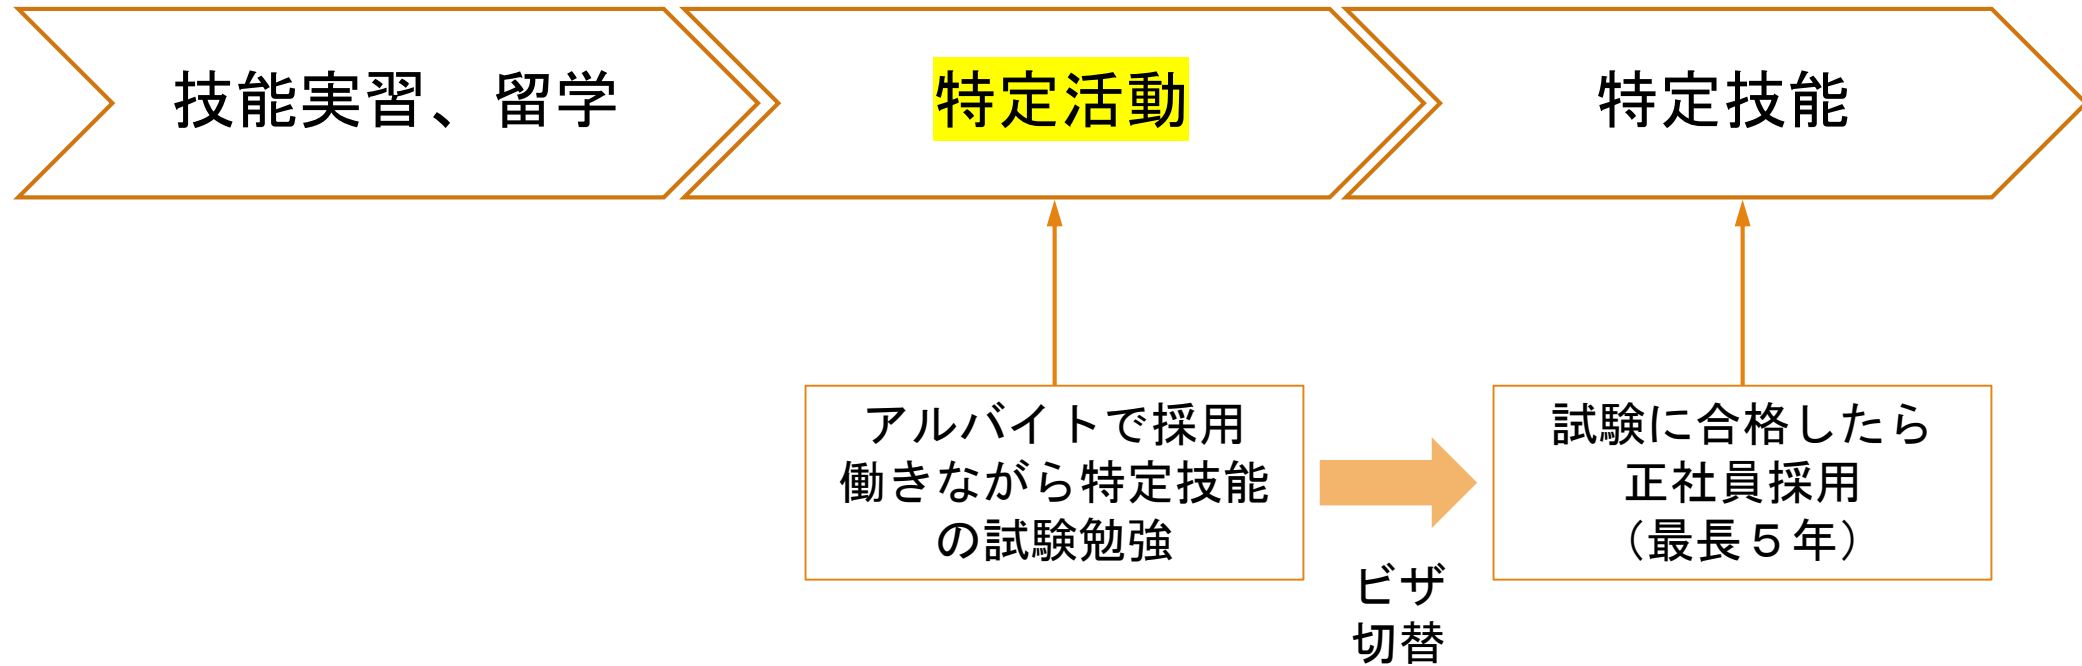 技能実習、留学
特定活動
特定技能
アルバイトで採用
働きながら特定技能
の試験勉強
ビザ
切替
試験に合格したら
正社員採用
（最長５年）